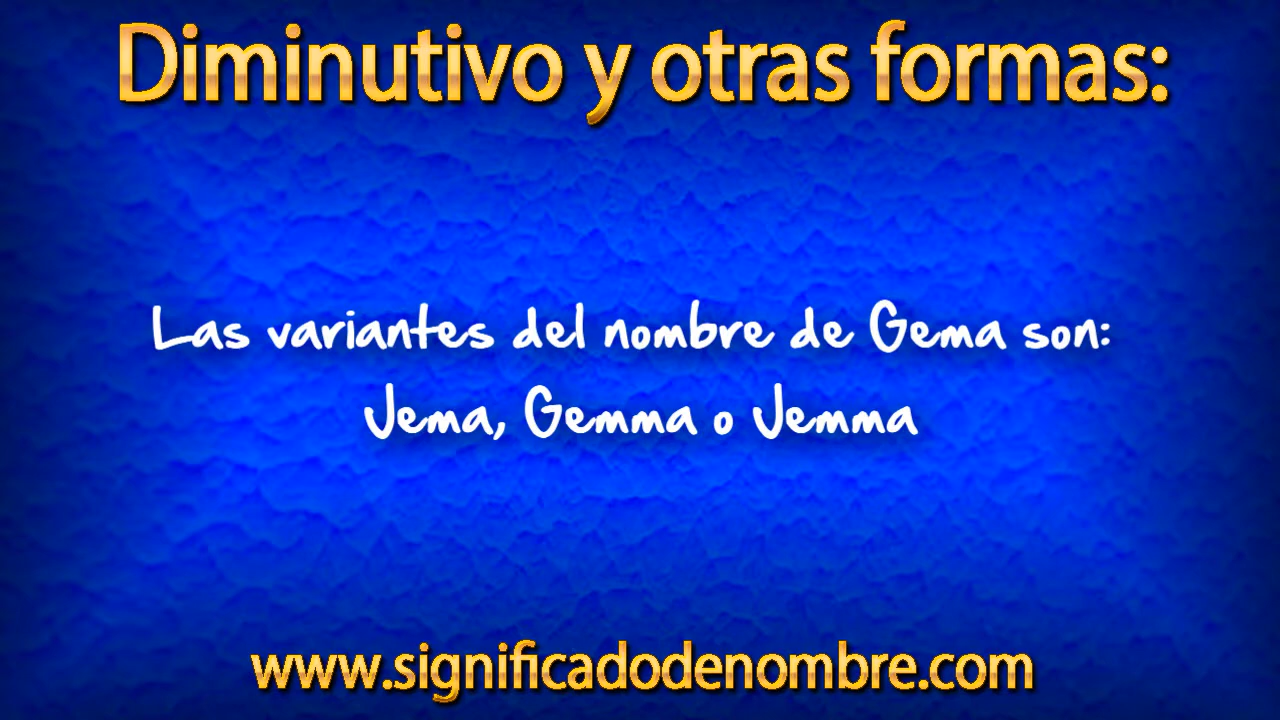 Diminutivo y otras formas:
Las variantes del nombre de Gema son:
Jema, Gemma o Jemma
www.significadodenombre.com